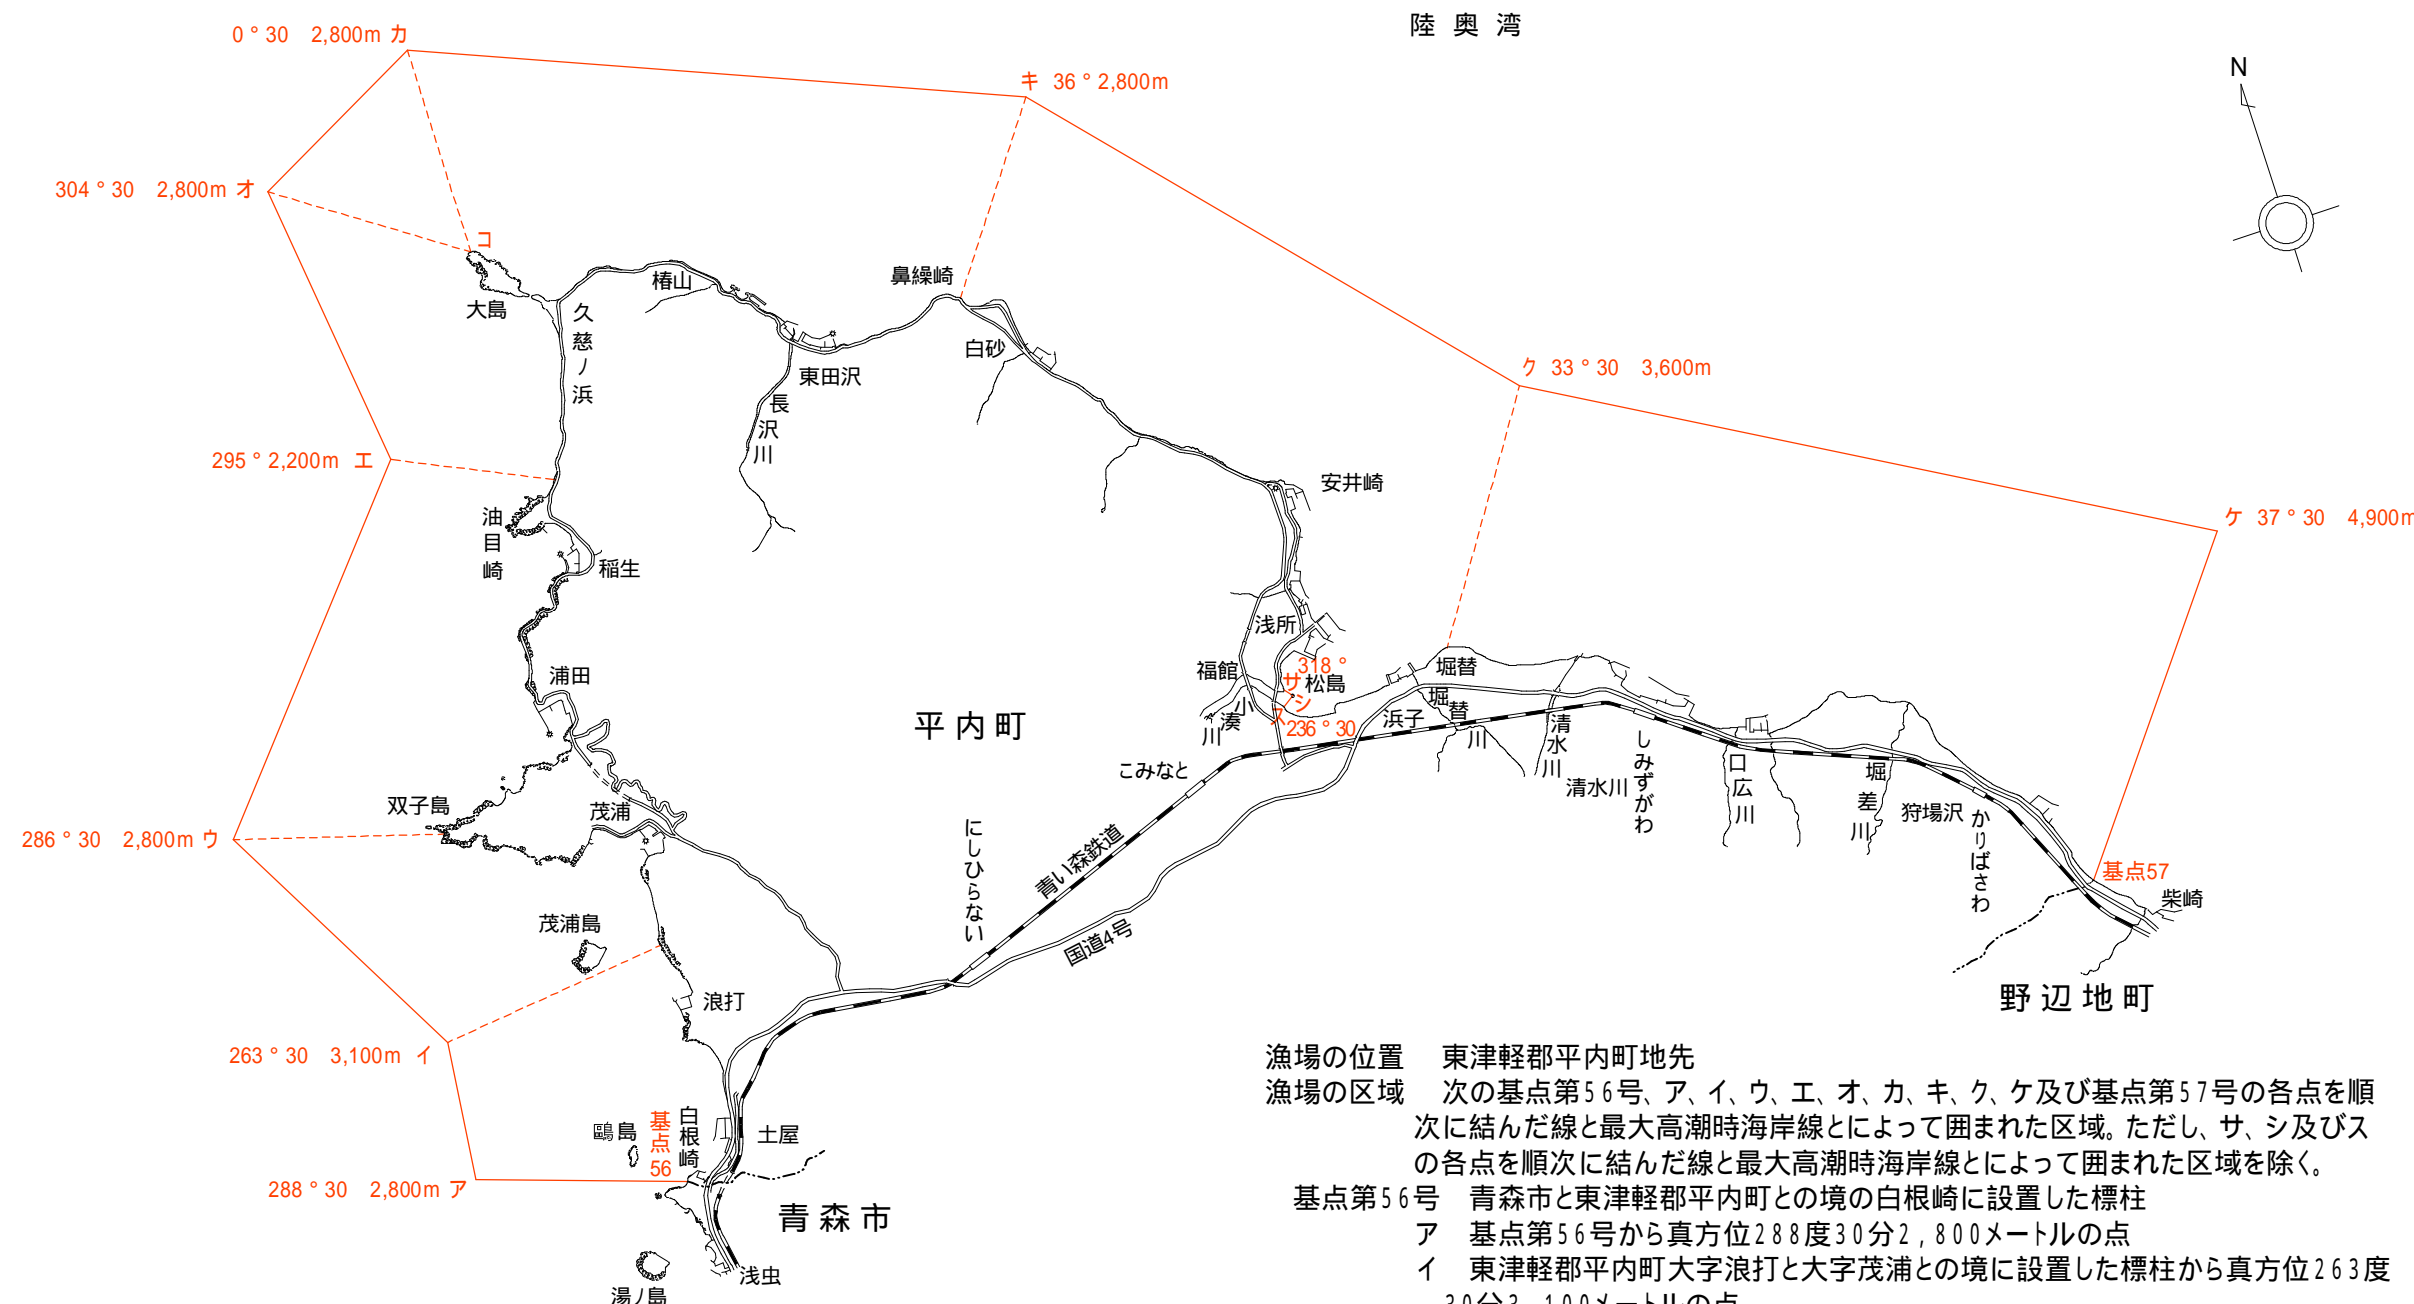 陸奥湾
N
0°30 2,800m カ
キ 36°2,800m
304°30 2,800m オ
コ
大島
久慈ノ浜
椿山
鼻繰崎
白砂
東田沢
長沢川
ク 33°30 3,600m
295°2,200m エ
油目崎
稲生
安井崎
ケ 37°30 4,900m
浅所
福館
318°
サ
シ
ス
松島
236°30
小湊川
浜子
堀替
堀替川
清水川
清水川
しみずがわ
口広川
堀差川
狩場沢
かりばさわ
基点57
柴崎
浦田
平内町
こみなと
にしひらない
青い森鉄道
国道4号
双子島
茂浦
286°30 2,800m ウ
茂浦島
浪打
263°30 3,100m イ
鷗島
基点56
白根崎
土屋
288°30 2,800m ア
青森市
浅虫
湯ノ島
野辺地町
漁場の位置 東津軽郡平内町地先
漁場の区域 次の基点第56号、ア、イ、ウ、エ、オ、カ、キ、ク、ケ及び基点第57号の各点を順
次に結んだ線と最大高潮時海岸線とによって囲まれた区域。ただし、サ、シ及びス
の各点を順次に結んだ線と最大高潮時海岸線とによって囲まれた区域を除く。
基点第56号 青森市と東津軽郡平内町との境の白根崎に設置した標柱
ア 基点第56号から真方位288度30分2,800メートルの点
イ 東津軽郡平内町大字浪打と大字茂浦との境に設置した標柱から真方位263度
30分3,100メートルの点